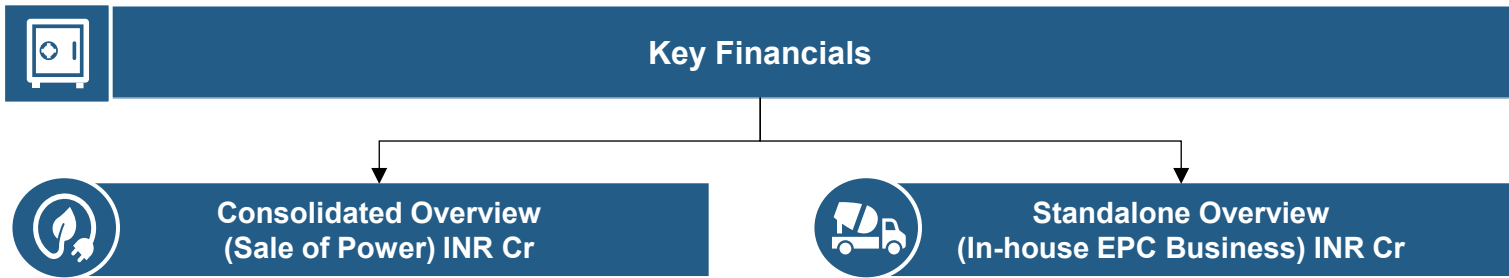 Key Financials
Consolidated Overview
(Sale of Power) INR Cr
Standalone Overview
(In-house EPC Business) INR Cr